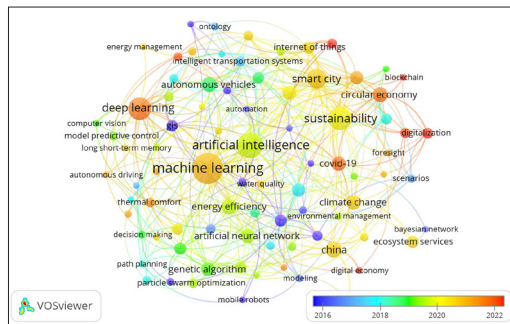 ontology
energy management
internet of things
intelligent transportation systems
smart city
blockchain
autonomous vehicles
circular economy
deep learning
automation
sustainability
computer vision
gis
digitalization
model predictive control
artificial intelligence
long short-term memory
foresight
machine learning
covid-19
autonomous driving
scenarios
water quality
thermal comfort
climate change
energy efficiency
environmental management
bayesian network
decision making
artificial neural network
ecosystem services
china
path planning
genetic algorithm
digital economy
modeling
particle swarm optimization
mobile robots
VOSviewer
2016 2018 2020 2022